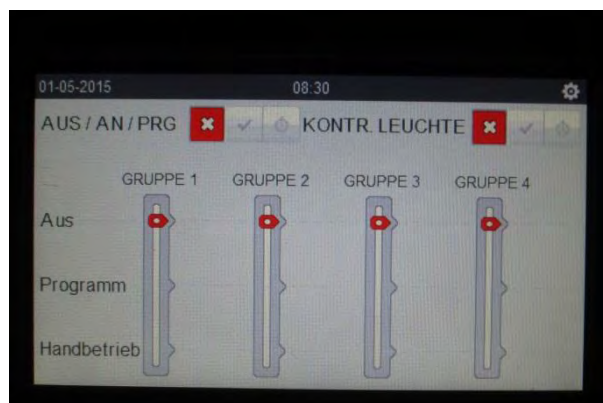 01-05-2015 08:30
AUS / AN / PRG KONTR. LEUCHTE
GRUPPE 1 GRUPPE 2 GRUPPE 3 GRUPPE 4
Aus
Programm
Handbetrieb